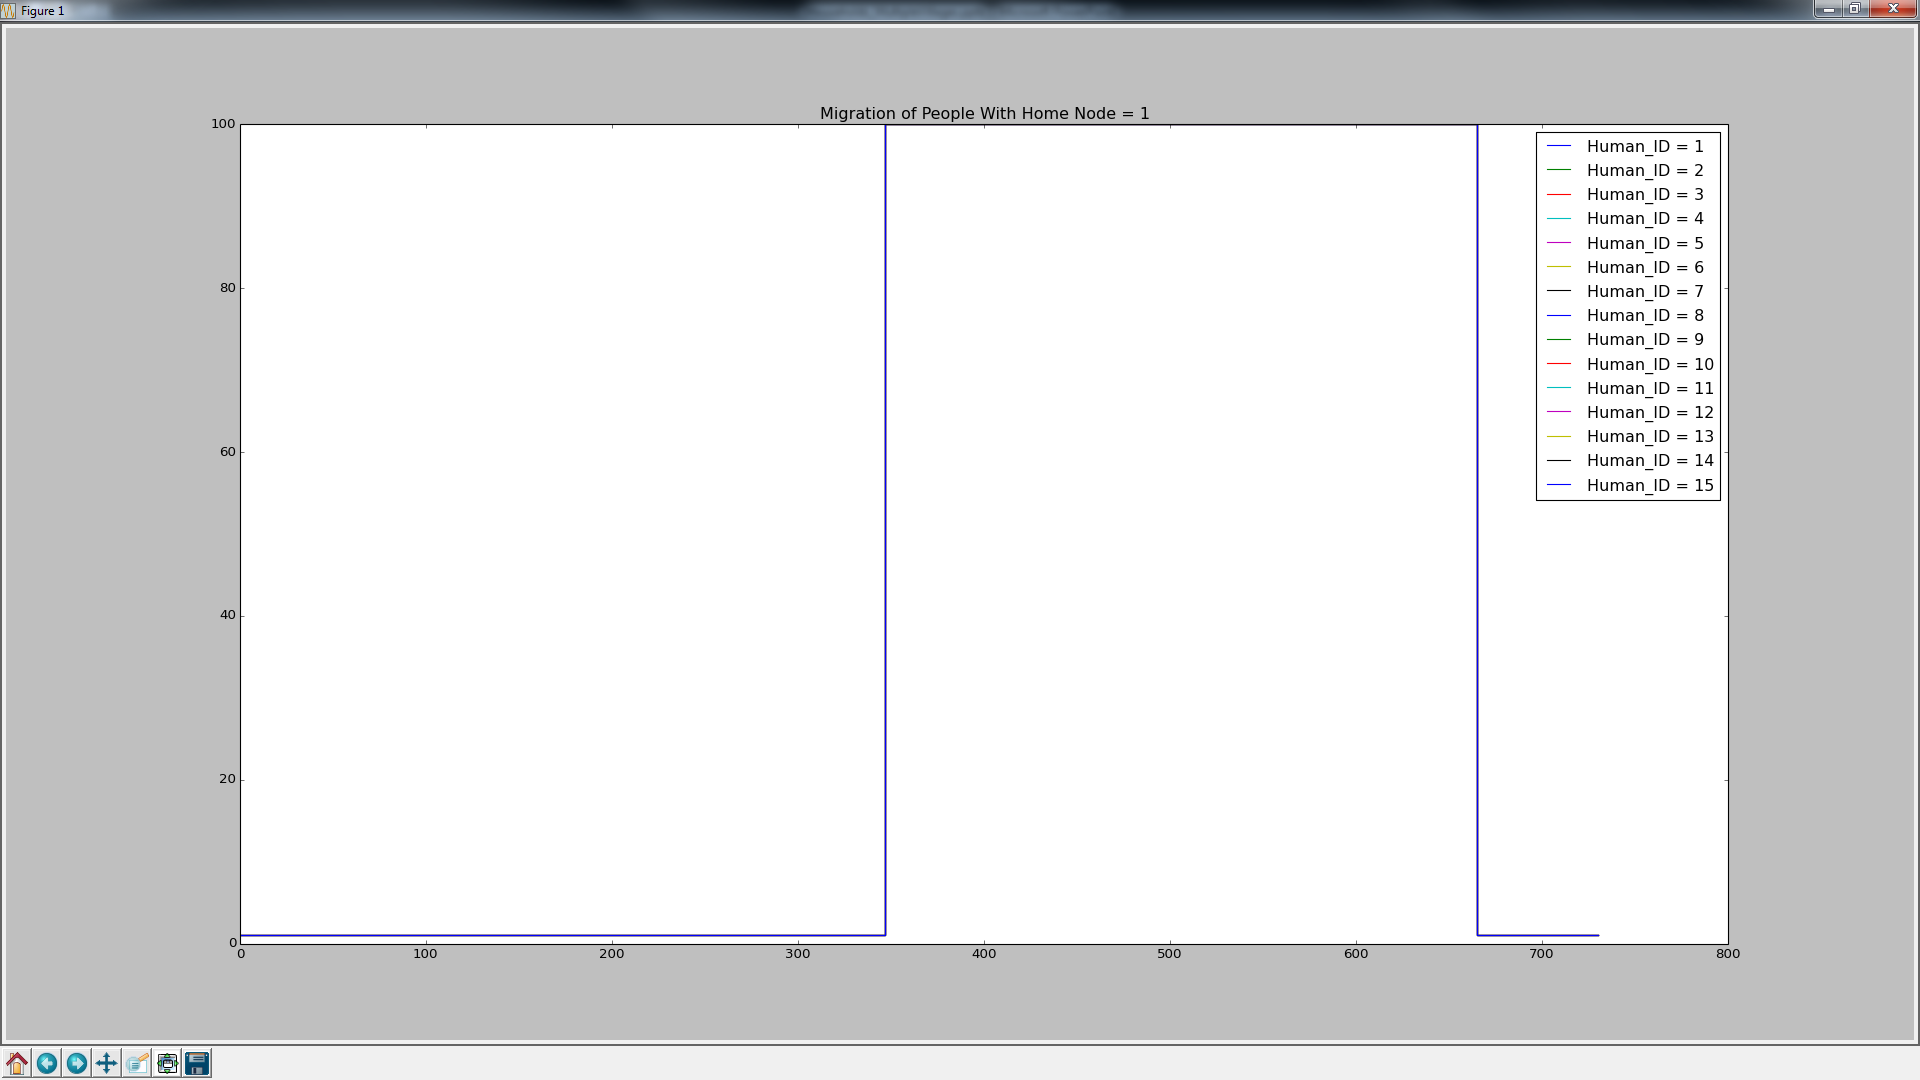 Figure 1
Migration of People With Home Node = 1
100
80
60
40
20
0
0 100 200 300 400 500 600 700 800
Human_ID = 1
Human_ID = 2
Human_ID = 3
Human_ID = 4
Human_ID = 5
Human_ID = 6
Human_ID = 7
Human_ID = 8
Human_ID = 9
Human_ID = 10
Human_ID = 11
Human_ID = 12
Human_ID = 13
Human_ID = 14
Human_ID = 15